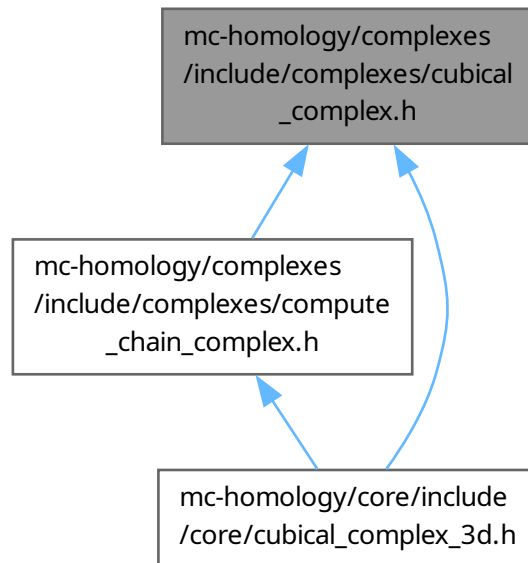 mc-homology/complexes
/include/complexes/cubical
_complex.h
mc-homology/complexes
/include/complexes/compute
_chain_complex.h
mc-homology/core/include
/core/cubical_complex_3d.h